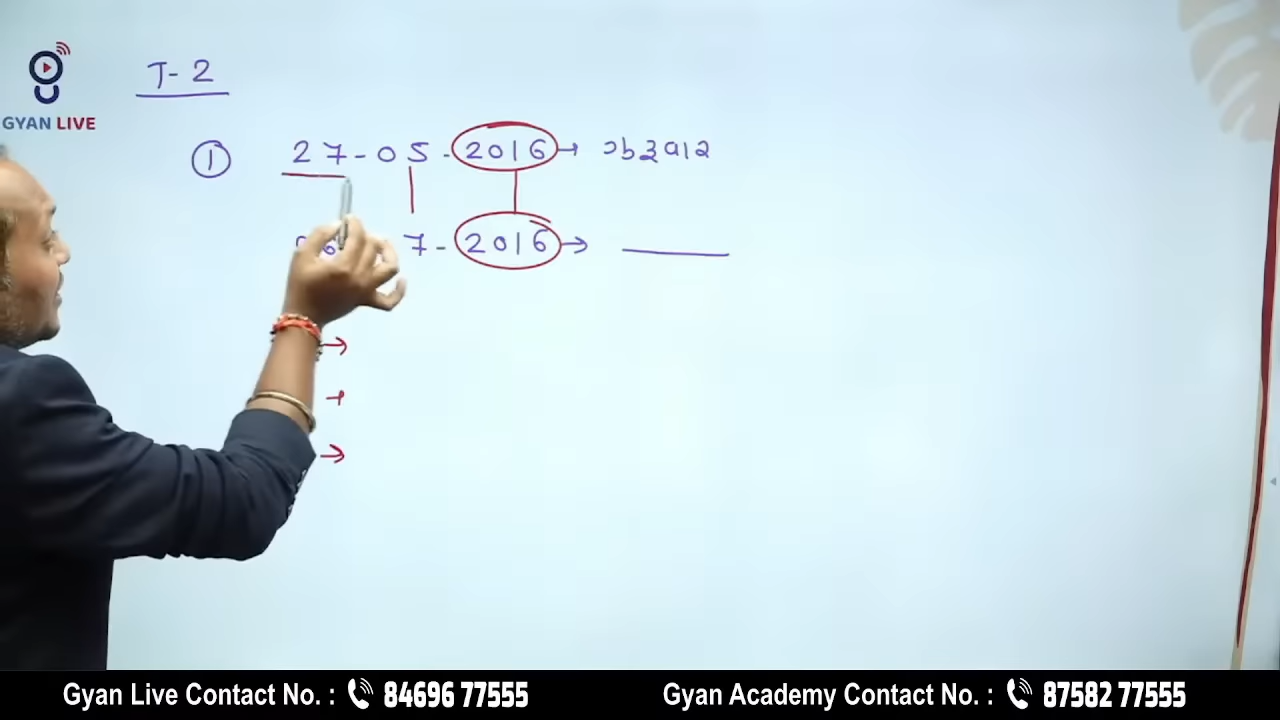 GYAN LIVE
T-2
① 27-05-2016→ શુક્રવાર
7-2016→
Gyan Live Contact No. : 84696 77555
Gyan Academy Contact No. : 87582 77555